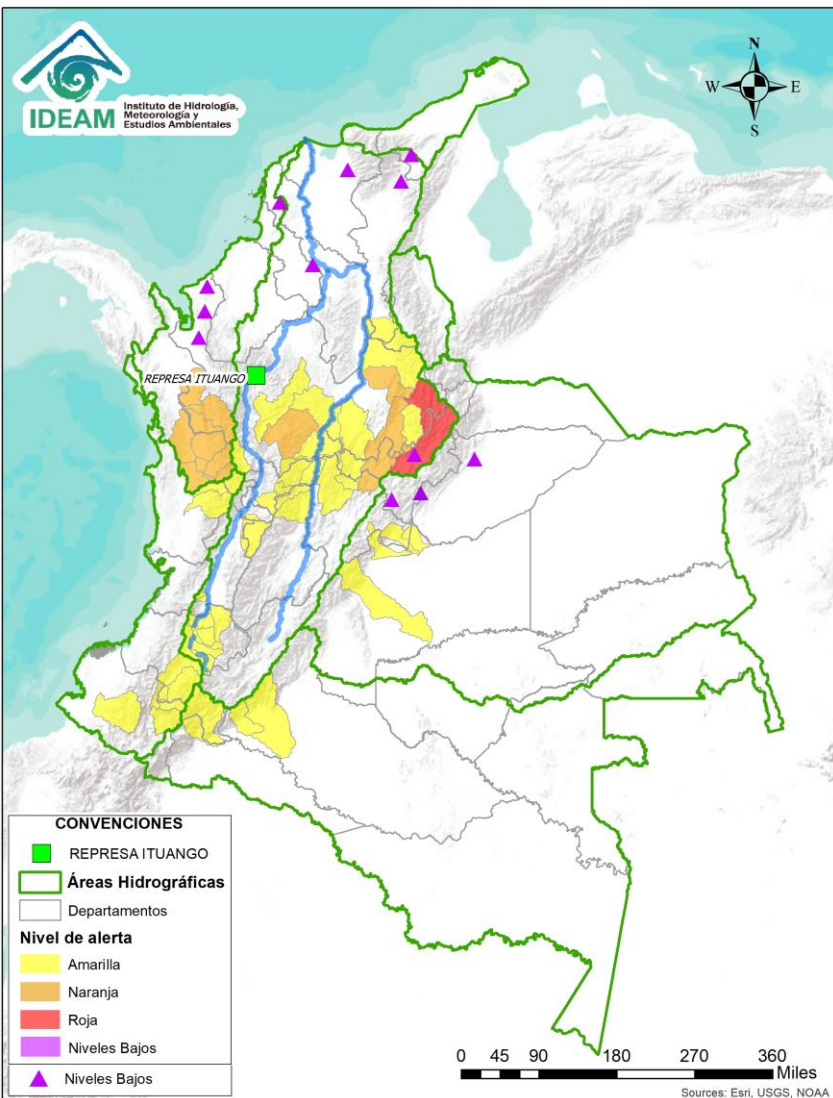 IDEAM
Instituto de Hidrología,
Meteorología y
Estudios Ambientales
N
W
E
S
REPRESA ITUANGO
CONVENCIONES
REPRESA ITUANGO
Áreas Hidrográficas
Departamentos
Nivel de alerta
Amarilla
Naranja
Roja
Niveles Bajos
Niveles Bajos
0 45 90 180 270 360
Miles
Sources: Esri, USGS, NOAA